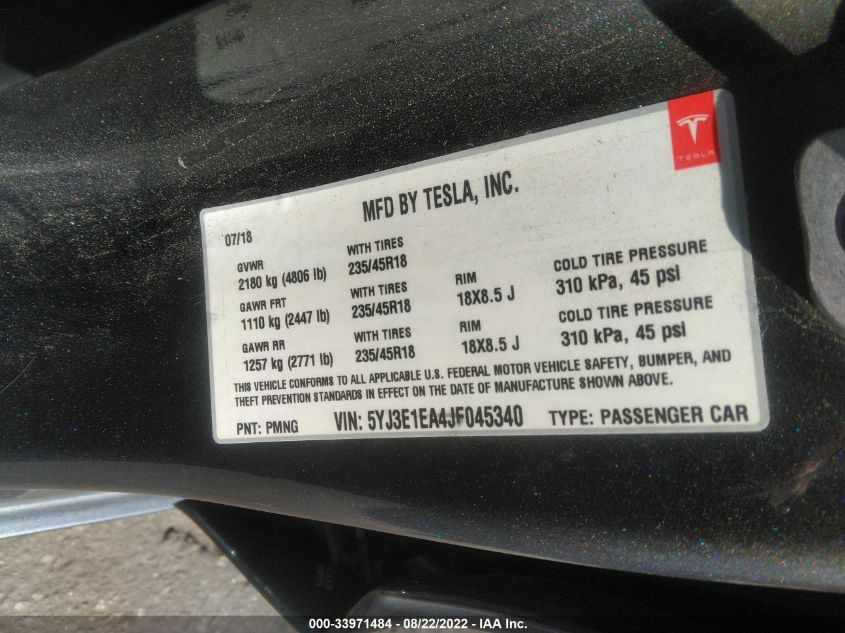 TESLA
MFD BY TESLA, INC.
07/18
GVWR WITH TIRES COLD TIRE PRESSURE
2180 kg (4806 lb) 235/45R18
GAWR FRT WITH TIRES RIM 310 kPa, 45 psi
1110 kg (2447 lb) 235/45R18 18X8.5 J COLD TIRE PRESSURE
GAWR RR WITH TIRES RIM 310 kPa, 45 psi
1257 kg (2771 lb) 235/45R18 18X8.5 J
THIS VEHICLE CONFORMS TO ALL APPLICABLE U.S. FEDERAL MOTOR VEHICLE SAFETY, BUMPER, AND
THEFT PREVENTION STANDARDS IN EFFECT ON THE DATE OF MANUFACTURE SHOWN ABOVE.
PNT: PMNG VIN: 5YJ3E1EA4JF045340 TYPE: PASSENGER CAR
000-33971484 - 08/22/2022 - IAA Inc.